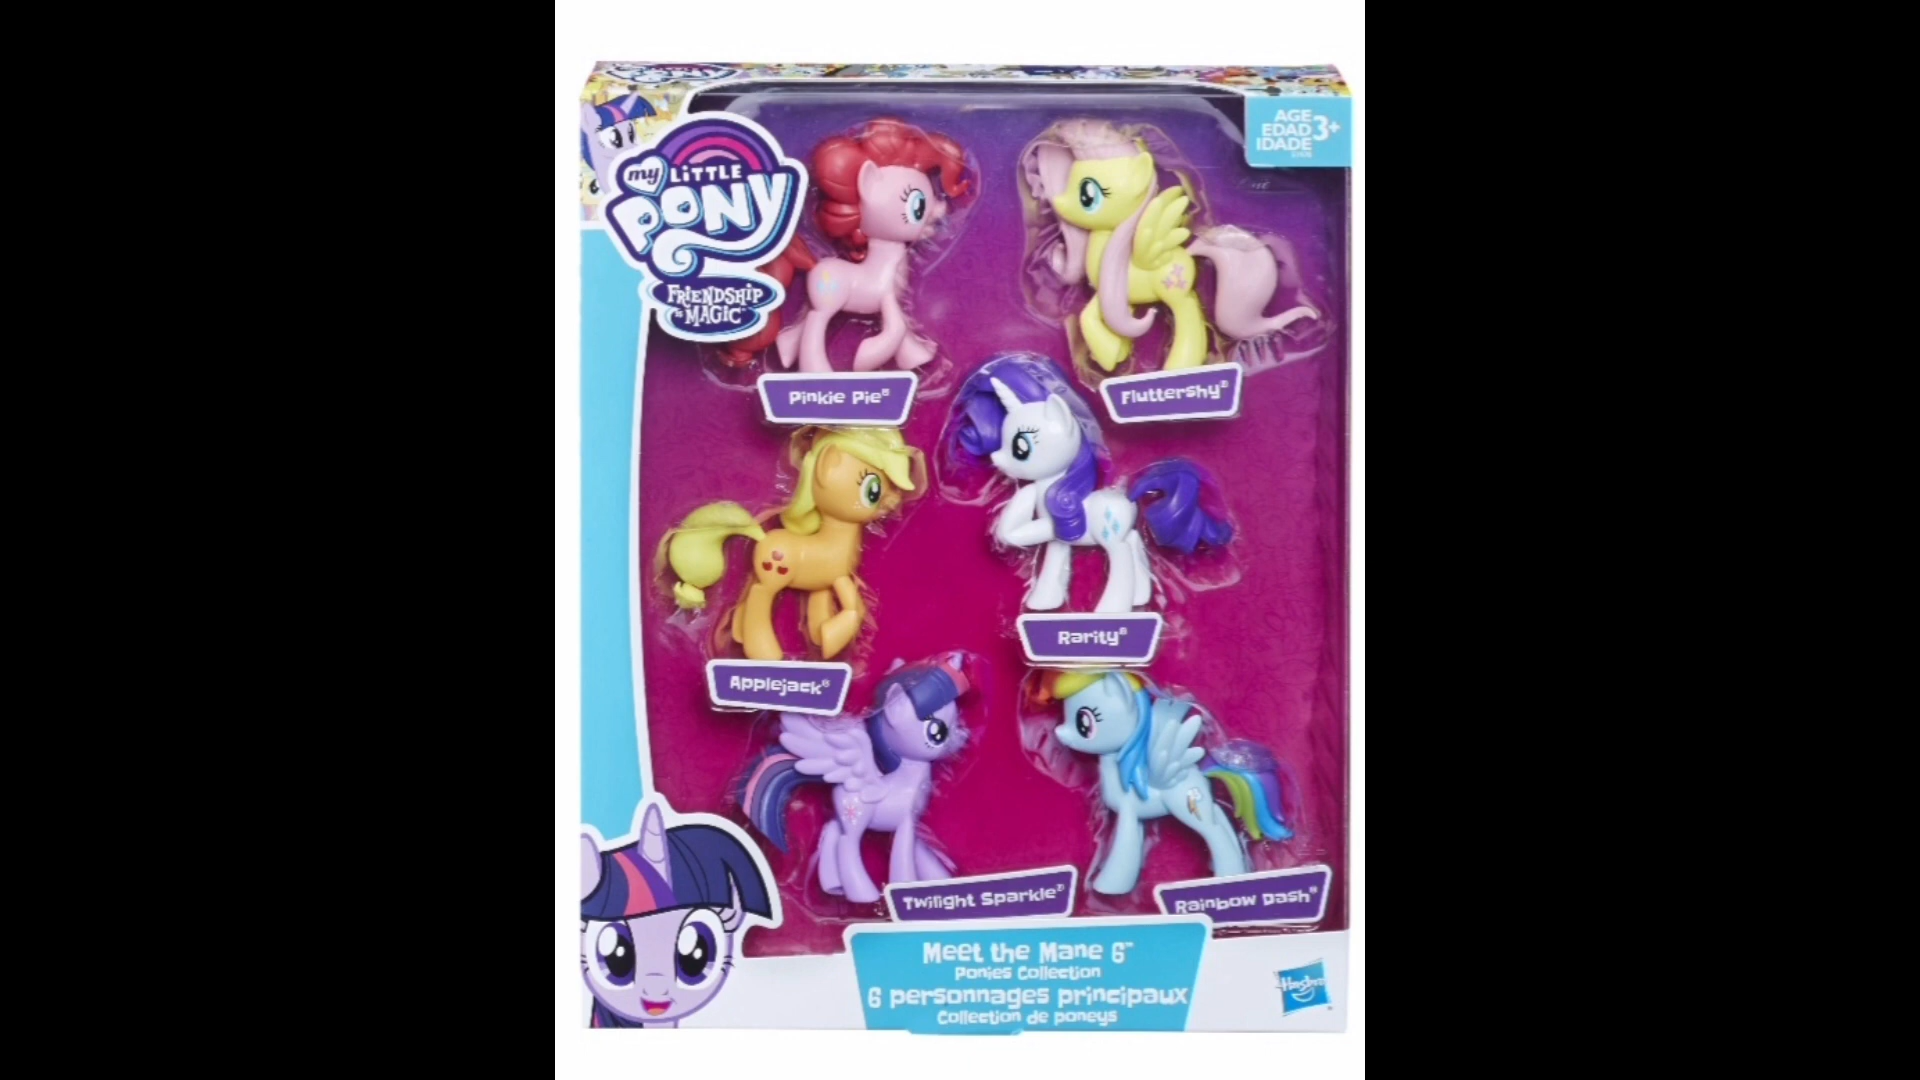 my LiTTLE
PONY
FRiENDSHiP
is MAGiC™
AGE
EDAD 3+
IDADE
Pinkie Pie®
Fluttershy®
Applejack®
Rarity®
Twilight Sparkle®
Rainbow Dash®
Meet the Mane 6™
Ponies Collection
6 personnages principaux
Collection de poneys
Hasbro